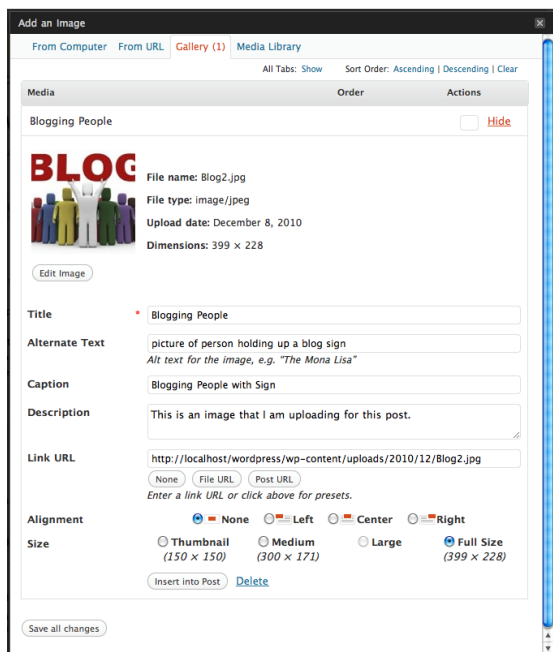 Add an Image
From Computer From URL Gallery (1) Media Library
All Tabs: Show Sort Order: Ascending | Descending | Clear
Media Order Actions
Blogging People Hide
BLOG
File name: Blog2.jpg
File type: image/jpeg
Upload date: December 8, 2010
Dimensions: 399 × 228
Edit Image
Title * Blogging People
Alternate Text picture of person holding up a blog sign
Alt text for the image, e.g. "The Mona Lisa"
Caption Blogging People with Sign
Description This is an image that I am uploading for this post.
Link URL http://localhost/wordpress/wp-content/uploads/2010/12/Blog2.jpg
None File URL Post URL
Enter a link URL or click above for presets.
Alignment None Left Center Right
Size Thumbnail Medium Large Full Size
(150 × 150) (300 × 171) (399 × 228)
Insert into Post Delete
Save all changes